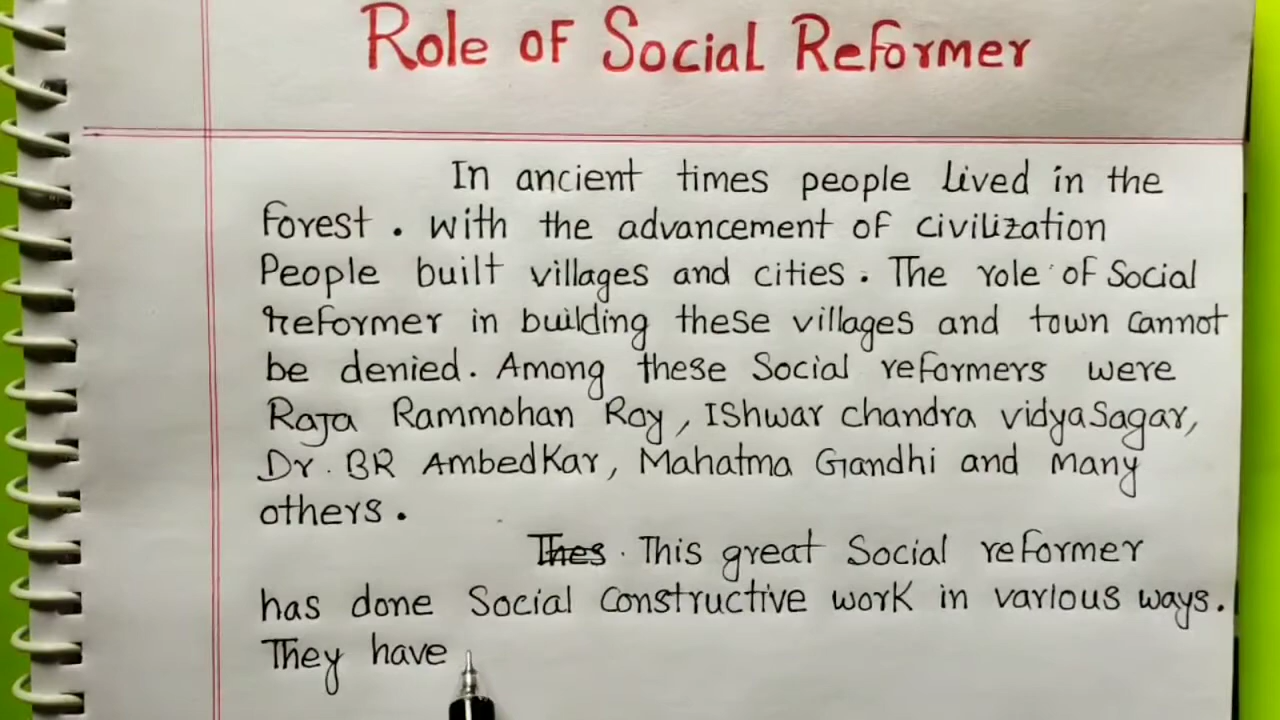 Role of Social Reformer
In ancient times people lived in the
forest. with the advancement of civilization
People built villages and cities. The role of Social
reformer in building these villages and town cannot
be denied. Among these Social reformers were
Raja Rammohan Roy, IShwar chandra vidyaSagar,
Dr. BR AmbedKar, Mahatma Gandhi and many
others.
Thes. This great Social reformer
has done Social constructive work in various ways.
They have